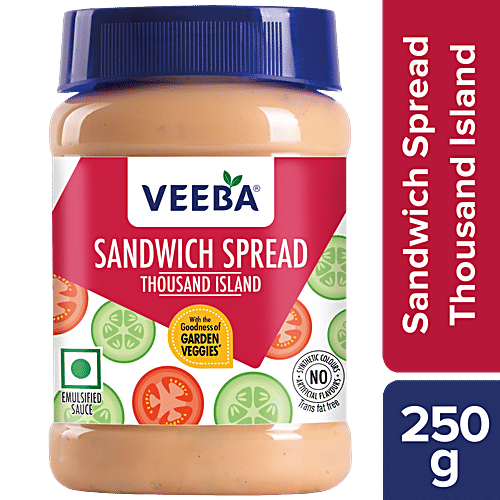 VEEBA®
SANDWICH SPREAD
THOUSAND ISLAND
With the
Goodness of
GARDEN
VEGGIES*
EMULSIFIED
SAUCE
SYNTHETIC COLOURS
NO
ARTIFICIAL FLAVOURS
Trans fat free
Sandwich Spread
Thousand Island
250
g